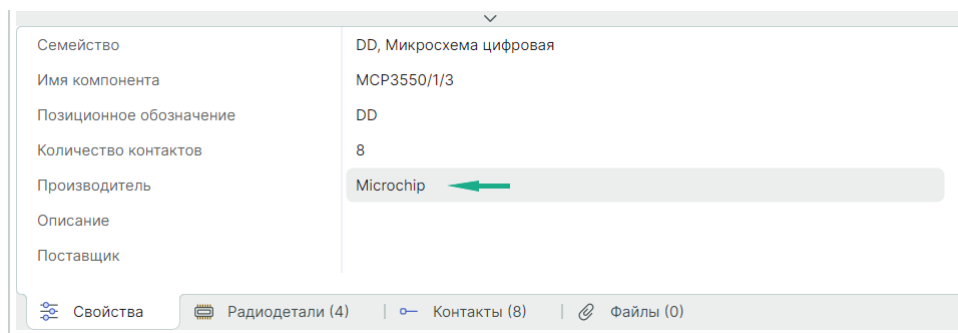 Семейство DD, Микросхема цифровая
Имя компонента MCP3550/1/3
Позиционное обозначение DD
Количество контактов 8
Производитель Microchip
Описание
Поставщик
Свойства Радиодетали (4) Контакты (8) Файлы (0)